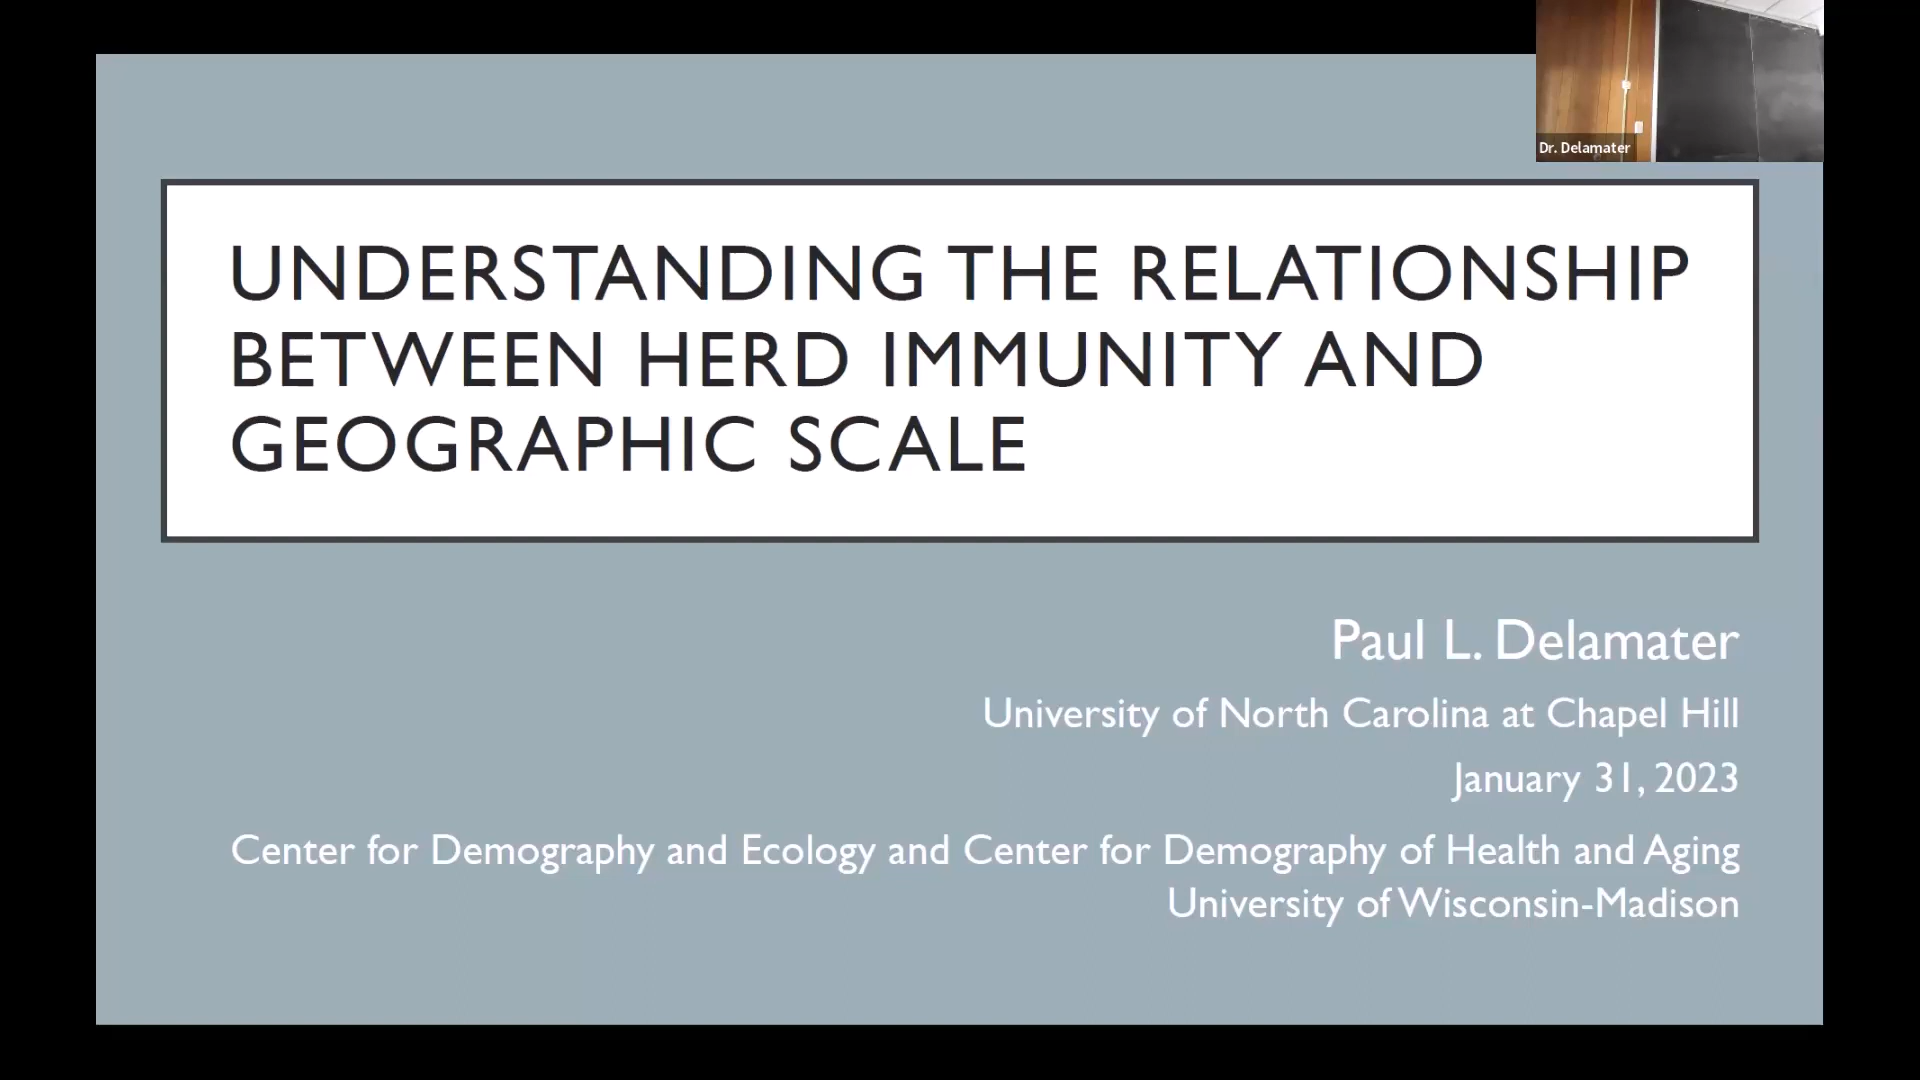 Dr. Delamater
UNDERSTANDING THE RELATIONSHIP
BETWEEN HERD IMMUNITY AND
GEOGRAPHIC SCALE
Paul L. Delamater
University of North Carolina at Chapel Hill
January 31, 2023
Center for Demography and Ecology and Center for Demography of Health and Aging
University of Wisconsin-Madison